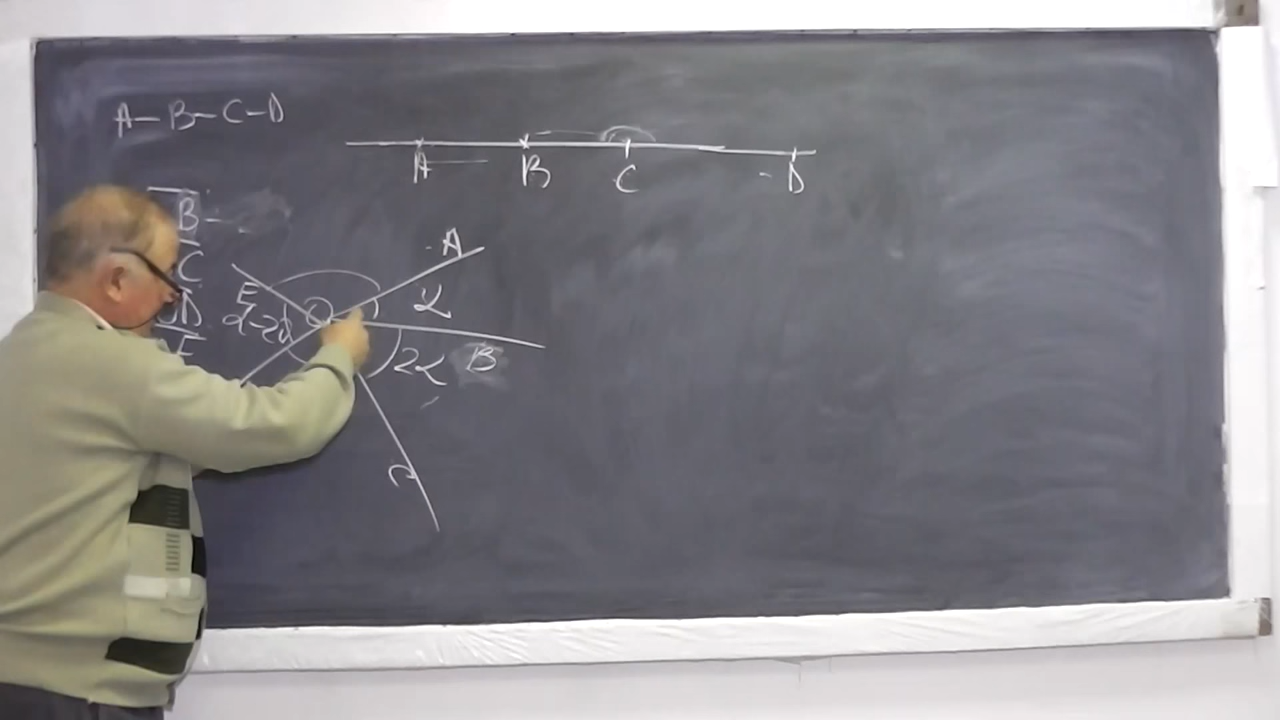 A-B-C-D
A B C D
B-
C
D
E
A
E O α
α-2α
2α B
C